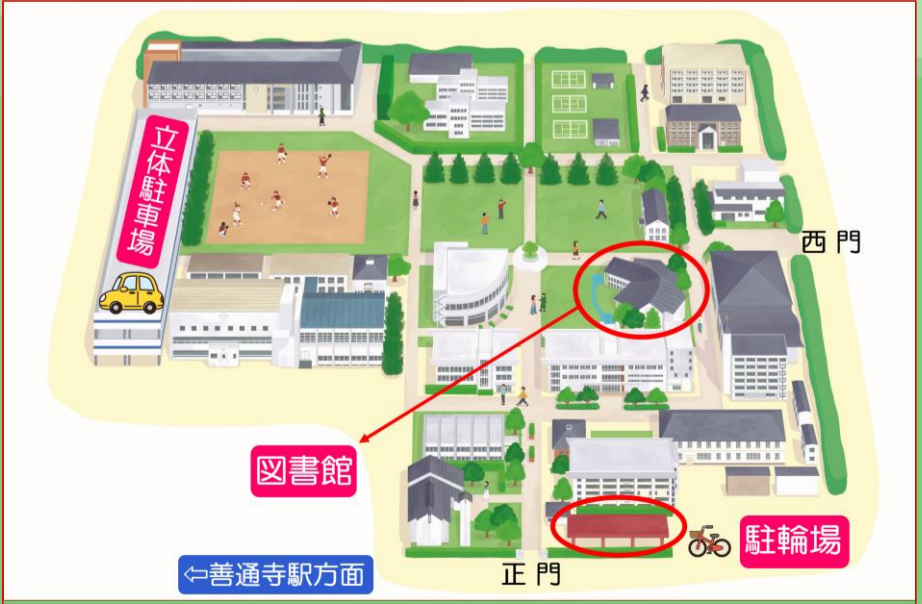 立体駐車場
西門
図書館
駐輪場
⇦善通寺駅方面
正門